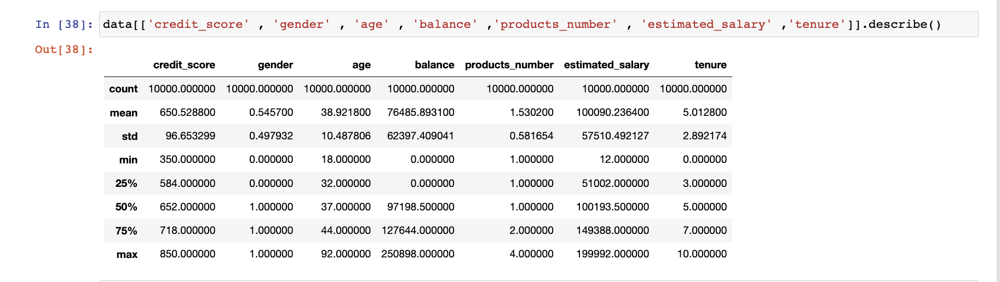 In [38]: data[['credit_score' , 'gender' , 'age' , 'balance' ,'products_number' , 'estimated_salary' ,'tenure']].describe()
Out[38]:
credit_score gender age balance products_number estimated_salary tenure
count 10000.000000 10000.000000 10000.000000 10000.000000 10000.000000 10000.000000 10000.000000
mean 650.528800 0.545700 38.921800 76485.893100 1.530200 100090.236400 5.012800
std 96.653299 0.497932 10.487806 62397.409041 0.581654 57510.492127 2.892174
min 350.000000 0.000000 18.000000 0.000000 1.000000 12.000000 0.000000
25% 584.000000 0.000000 32.000000 0.000000 1.000000 51002.000000 3.000000
50% 652.000000 1.000000 37.000000 97198.500000 1.000000 100193.500000 5.000000
75% 718.000000 1.000000 44.000000 127644.000000 2.000000 149388.000000 7.000000
max 850.000000 1.000000 92.000000 250898.000000 4.000000 199992.000000 10.000000